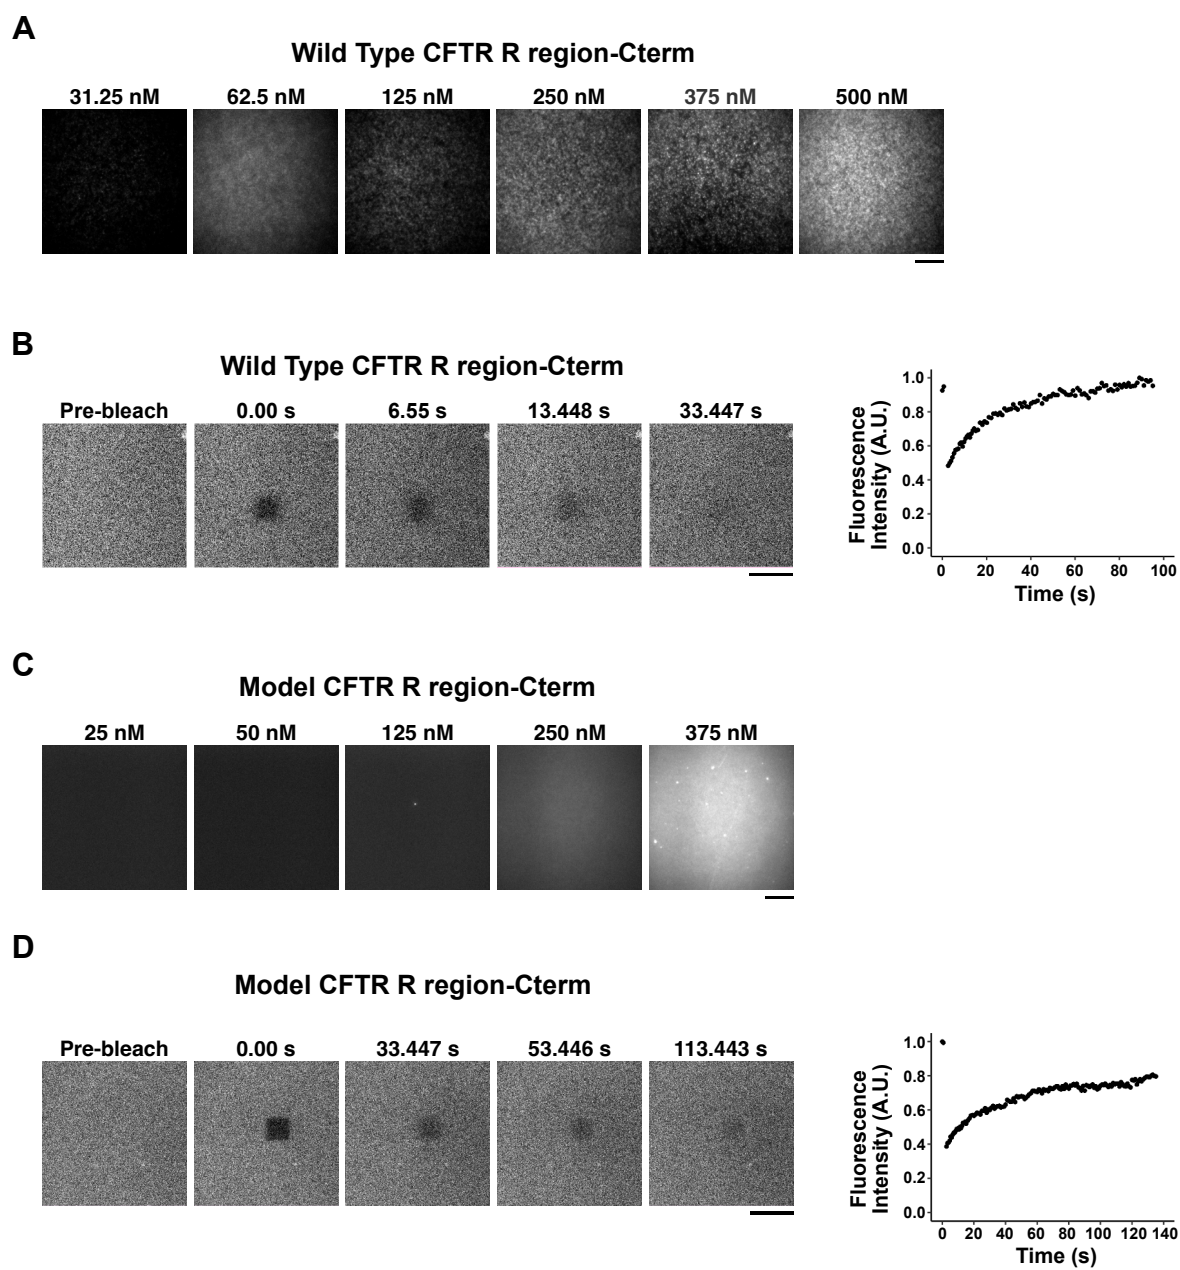 A
Wild Type CFTR R region-Cterm
31.25 nM 62.5 nM 125 nM 250 nM 375 nM 500 nM
B
Wild Type CFTR R region-Cterm
Pre-bleach 0.00 s 6.55 s 13.448 s 33.447 s
Fluorescence
Intensity (A.U.)
1.0
0.8
0.6
0.4
0.2
0.0
0 20 40 60 80 100
Time (s)
C
Model CFTR R region-Cterm
25 nM 50 nM 125 nM 250 nM 375 nM
D
Model CFTR R region-Cterm
Pre-bleach 0.00 s 33.447 s 53.446 s 113.443 s
Fluorescence
Intensity (A.U.)
1.0
0.8
0.6
0.4
0.2
0.0
0 20 40 60 80 100 120 140
Time (s)